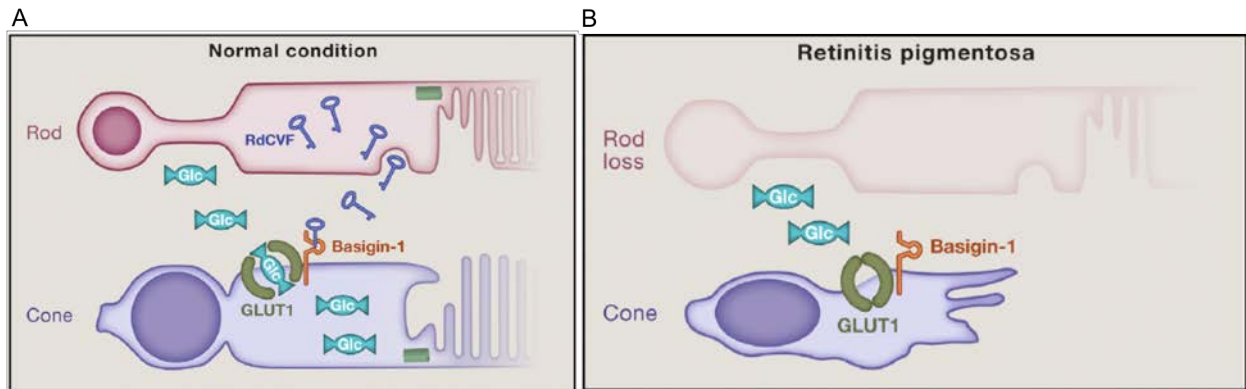 A
Normal condition
Rod
RdCVF
Glc
Glc
Basigin-1
Glc
GLUT1
Cone
Glc
Glc
B
Retinitis pigmentosa
Rod
loss
Glc
Glc
Basigin-1
Cone
GLUT1